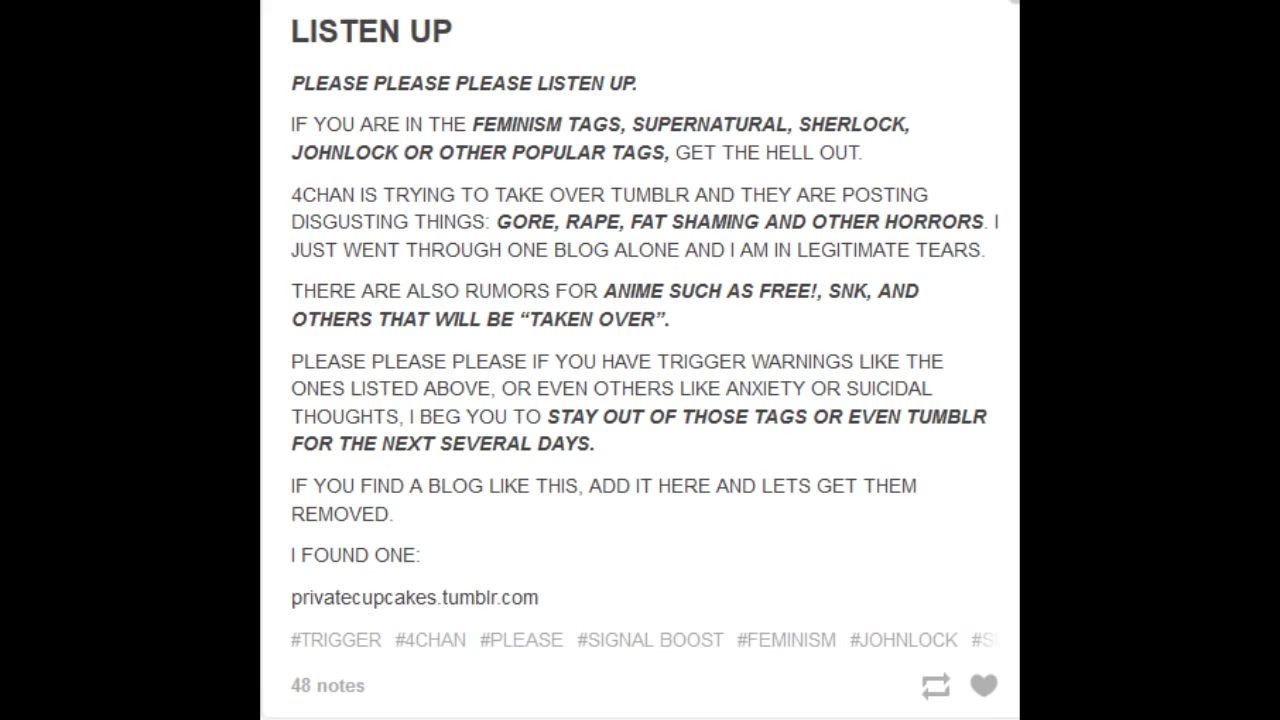 LISTEN UP
PLEASE PLEASE PLEASE LISTEN UP.
IF YOU ARE IN THE FEMINISM TAGS, SUPERNATURAL, SHERLOCK,
JOHNLOCK OR OTHER POPULAR TAGS, GET THE HELL OUT.
4CHAN IS TRYING TO TAKE OVER TUMBLR AND THEY ARE POSTING
DISGUSTING THINGS: GORE, RAPE, FAT SHAMING AND OTHER HORRORS. I
JUST WENT THROUGH ONE BLOG ALONE AND I AM IN LEGITIMATE TEARS.
THERE ARE ALSO RUMORS FOR ANIME SUCH AS FREE!, SNK, AND
OTHERS THAT WILL BE “TAKEN OVER”.
PLEASE PLEASE PLEASE IF YOU HAVE TRIGGER WARNINGS LIKE THE
ONES LISTED ABOVE, OR EVEN OTHERS LIKE ANXIETY OR SUICIDAL
THOUGHTS, I BEG YOU TO STAY OUT OF THOSE TAGS OR EVEN TUMBLR
FOR THE NEXT SEVERAL DAYS.
IF YOU FIND A BLOG LIKE THIS, ADD IT HERE AND LETS GET THEM
REMOVED.
I FOUND ONE:
privatecupcakes.tumblr.com
#TRIGGER #4CHAN #PLEASE #SIGNAL BOOST #FEMINISM #JOHNLOCK
48 notes